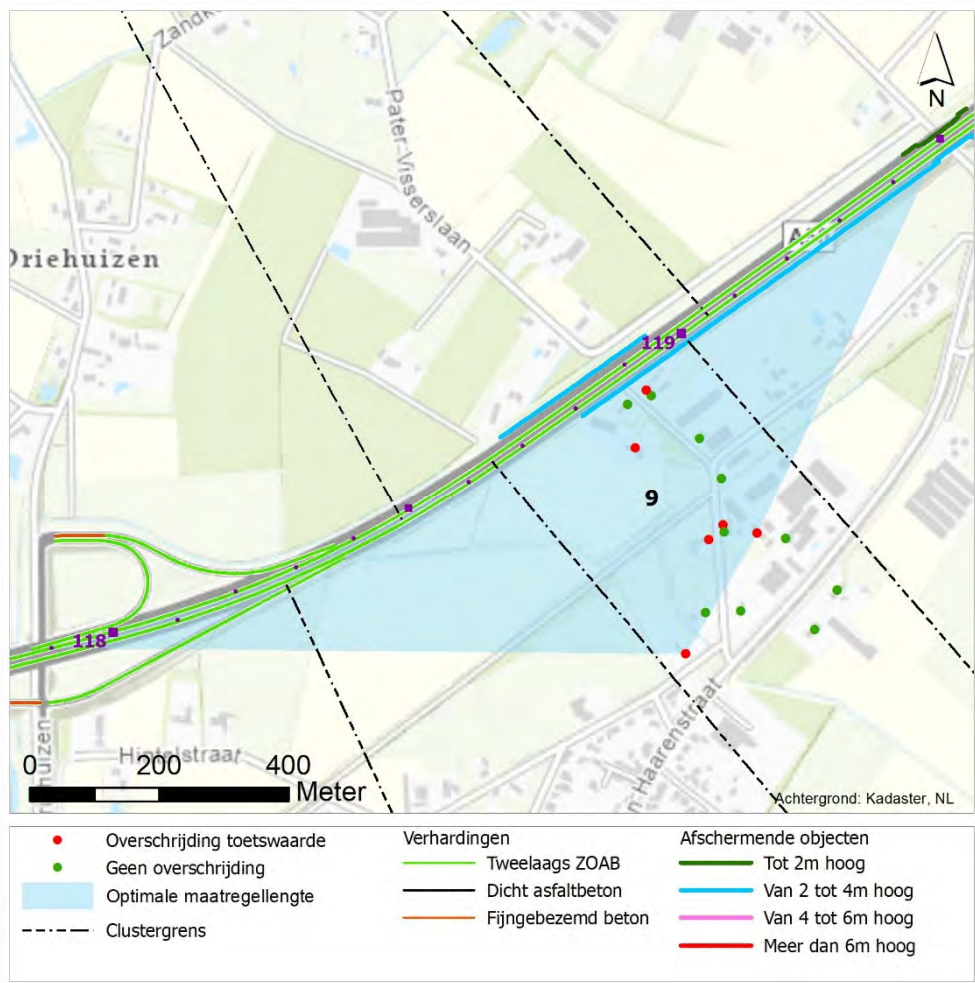 Zandk
Pater-Visserslaan
N
Driehuizen
A
119
9
118
Hintelstraat
n-Haarenstraat
0 200 400
Meter
Achtergrond: Kadaster, NL
Overschrijding toetswaarde
Geen overschrijding
Optimale maatregellengte
Clustergrens
Verhardingen
Tweelaags ZOAB
Dicht asfaltbeton
Fijngebezemd beton
Afschermende objecten
Tot 2m hoog
Van 2 tot 4m hoog
Van 4 tot 6m hoog
Meer dan 6m hoog